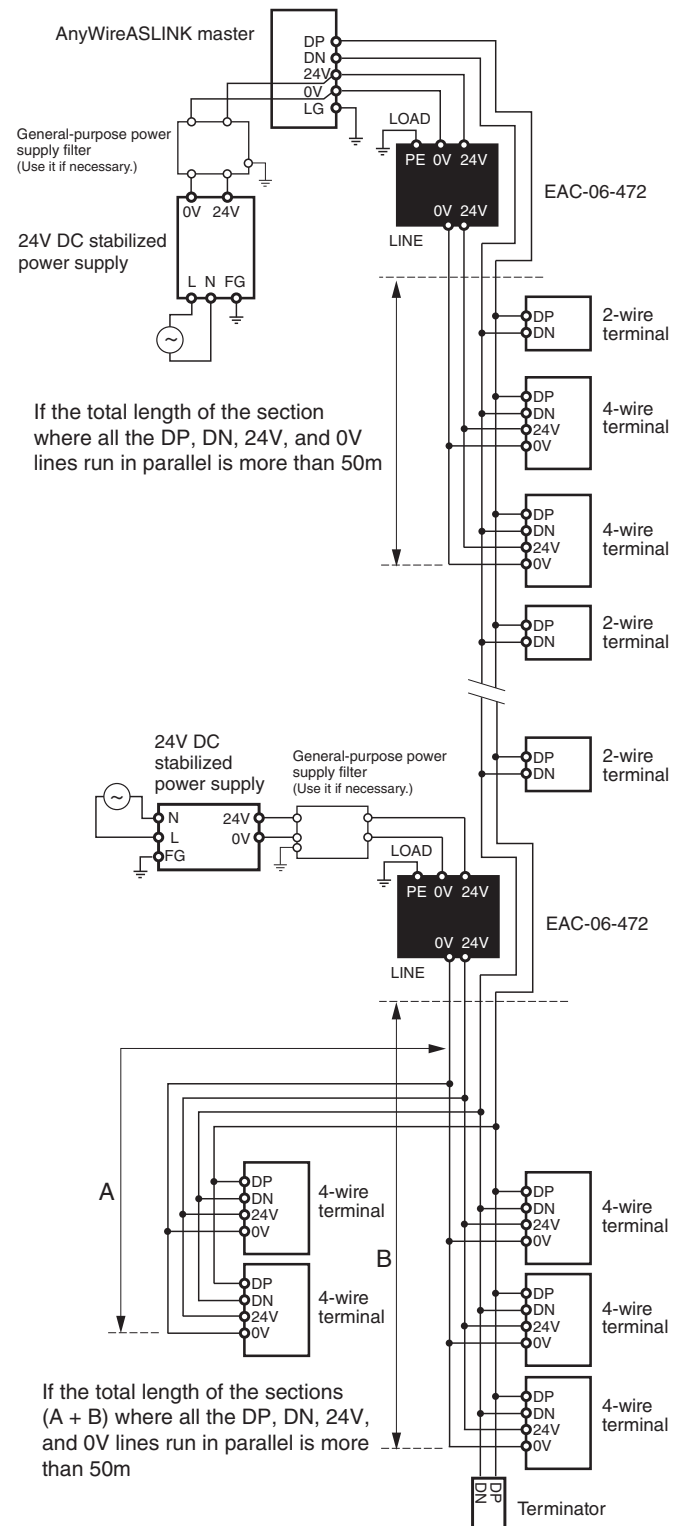 AnyWireASLINK master
DP
DN
24V
0V
LG
General-purpose power
supply filter
(Use it if necessary.)
0V 24V
24V DC stabilized
power supply
L N FG
~
LOAD
PE 0V 24V
EAC-06-472
0V 24V
LINE
DP
DN
2-wire
terminal
DP
DN
24V
0V
4-wire
terminal
If the total length of the section
where all the DP, DN, 24V, and 0V
lines run in parallel is more than 50m
DP
DN
24V
0V
4-wire
terminal
DP
DN
2-wire
terminal
DP
DN
2-wire
terminal
24V DC
stabilized
power supply
General-purpose power
supply filter
(Use it if necessary.)
~
N 24V
L 0V
FG
LOAD
PE 0V 24V
EAC-06-472
0V 24V
LINE
A
DP
DN
24V
0V
4-wire
terminal
DP
DN
24V
0V
4-wire
terminal
B
DP
DN
24V
0V
4-wire
terminal
DP
DN
24V
0V
4-wire
terminal
DP
DN
24V
0V
4-wire
terminal
If the total length of the sections
(A + B) where all the DP, DN, 24V,
and 0V lines run in parallel is more
than 50m
DN
DP
Terminator